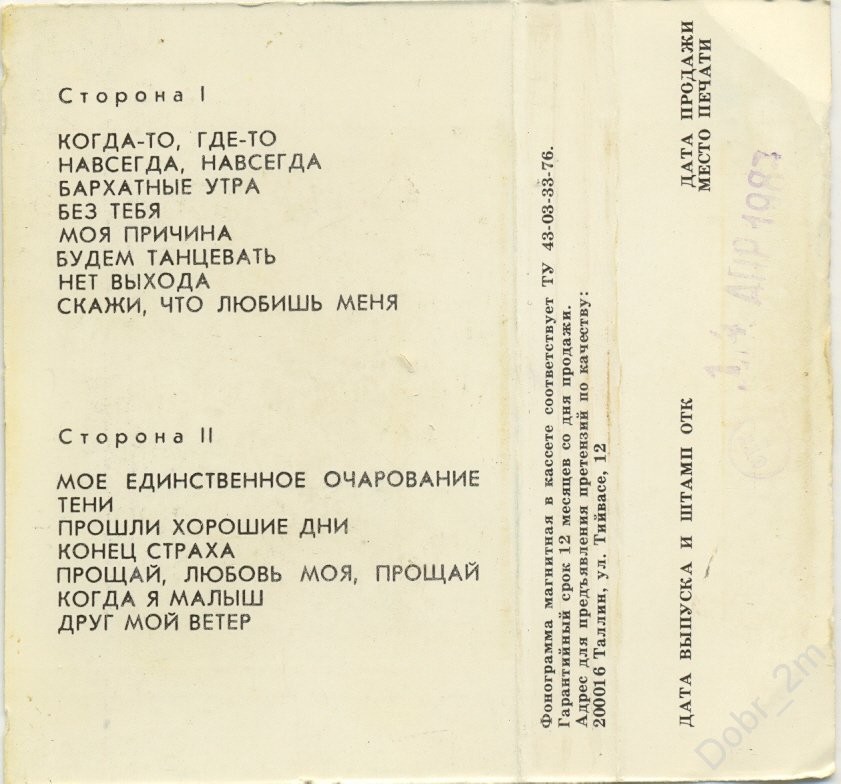 Сторона I
КОГДА-ТО, ГДЕ-ТО
НАВСЕГДА, НАВСЕГДА
БАРХАТНЫЕ УТРА
БЕЗ ТЕБЯ
МОЯ ПРИЧИНА
БУДЕМ ТАНЦЕВАТЬ
НЕТ ВЫХОДА
СКАЖИ, ЧТО ЛЮБИШЬ МЕНЯ
Сторона II
МОЕ ЕДИНСТВЕННОЕ ОЧАРОВАНИЕ
ТЕНИ
ПРОШЛИ ХОРОШИЕ ДНИ
КОНЕЦ СТРАХА
ПРОЩАЙ, ЛЮБОВЬ МОЯ, ПРОЩАЙ
КОГДА Я МАЛЫШ
ДРУГ МОЙ ВЕТЕР
Фонограмма магнитная в кассете соответствует ТУ 43-03-33-76.
Гарантийный срок 12 месяцев со дня продажи.
Адрес для предъявления претензий по качеству:
200016 Таллин, ул. Тийвасе, 12
ДАТА ВЫПУСКА И ШТАМП ОТК
ДАТА ПРОДАЖИ
МЕСТО ПЕЧАТИ
АПР 1987
Dobr_2m